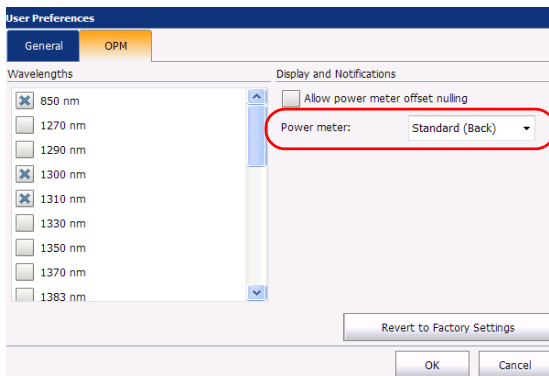 User Preferences
General
OPM
Wavelengths
850 nm
1270 nm
1290 nm
1300 nm
1310 nm
1330 nm
1350 nm
1370 nm
1383 nm
Display and Notifications
Allow power meter offset nulling
Power meter: Standard (Back)
Revert to Factory Settings
OK
Cancel